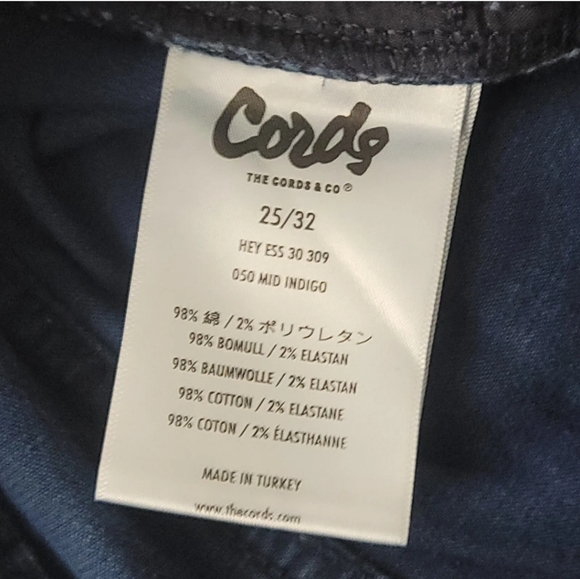 Cords
THE CORDS & CO ®
25/32
HEY ESS 30 309
050 MID INDIGO
98% 綿 / 2% ポリウレタン
98% BOMULL / 2% ELASTAN
98% BAUMWOLLE / 2% ELASTAN
98% COTTON / 2% ELASTANE
98% COTON / 2% ÉLASTHANNE
MADE IN TURKEY
www.thecords.com